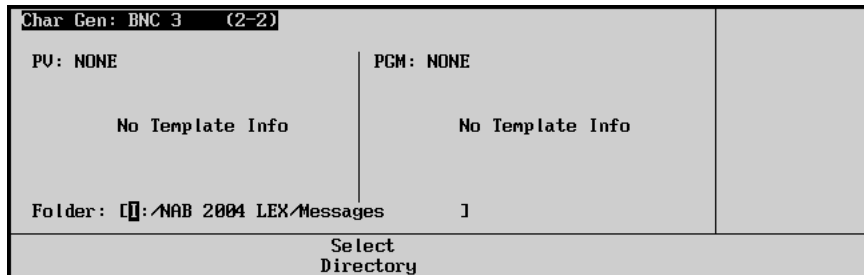 Char Gen: BNC 3 (2-2)
PV: NONE
PGM: NONE
No Template Info
No Template Info
Folder: [I:/NAB 2004 LEX/Messages ]
Select
Directory